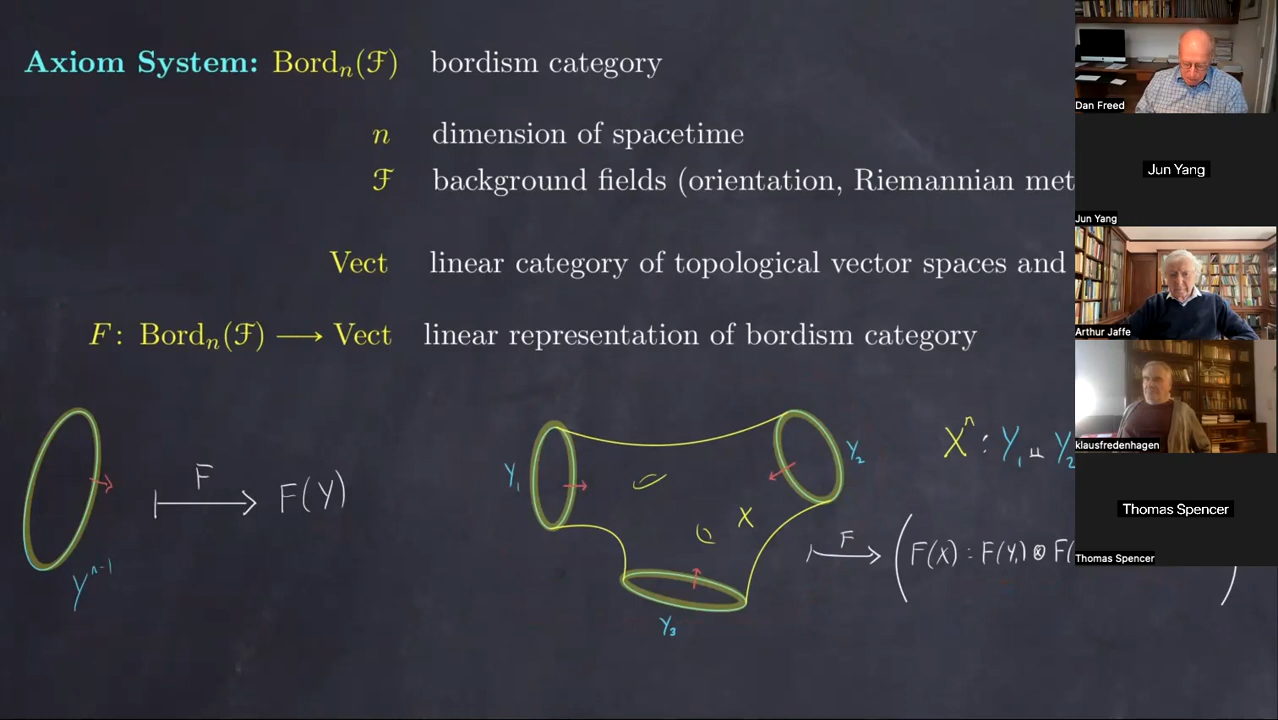 Axiom System: Bordₙ(ℱ) bordism category
n dimension of spacetime
ℱ background fields (orientation, Riemannian met
Vect linear category of topological vector spaces and
F: Bordₙ(ℱ) ⟶ Vect linear representation of bordism category
Yⁿ⁻¹
F
F(Y)
Y₁
Y₂
X
Y₃
Xⁿ : Y₁ ⊔ Y₂
F
(F(X) : F(Y₁) ⊗ F( )
Dan Freed
Jun Yang
Jun Yang
Arthur Jaffe
klausfredenhagen
Thomas Spencer
Thomas Spencer